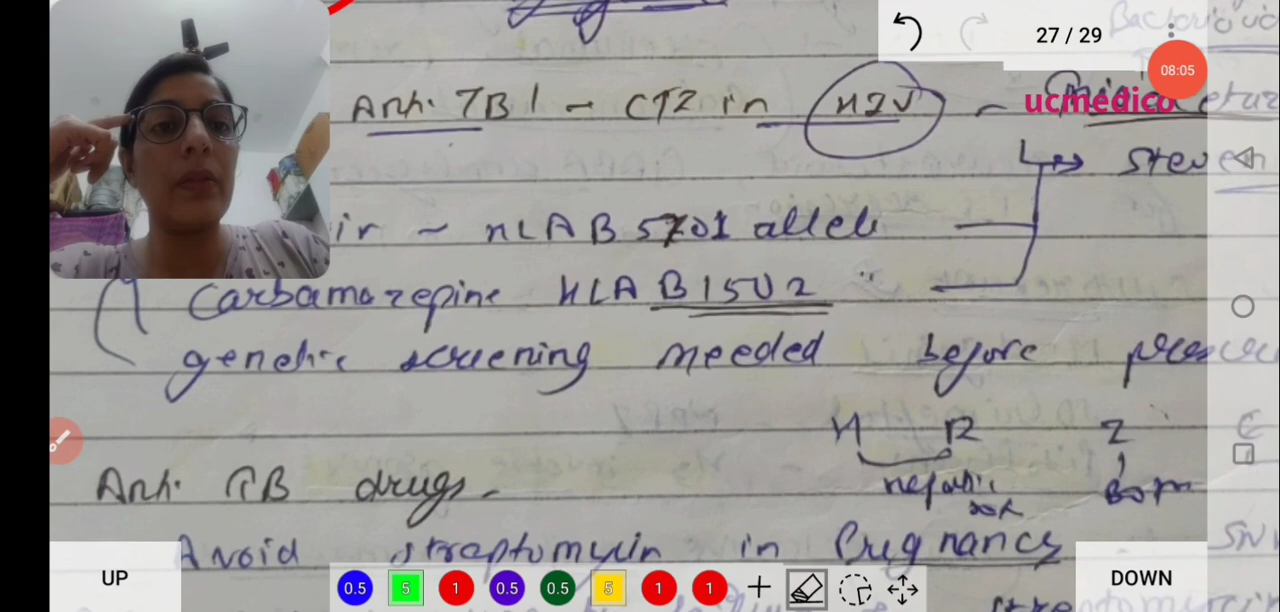 27 / 29
08:05
ucmedico
Anti. TB! - CTZ in HIV -
↳ Steven
ir ~ HLA B 5701 allele
Carbamazepine HLA B1502 "
genetic screening needed before
H R Z E
hepatic Both
Anti. TB drugs.
Avoid streptomycin in Pregnancy
UP
0.5 5 1 0.5 0.5 5 1 1 +
DOWN